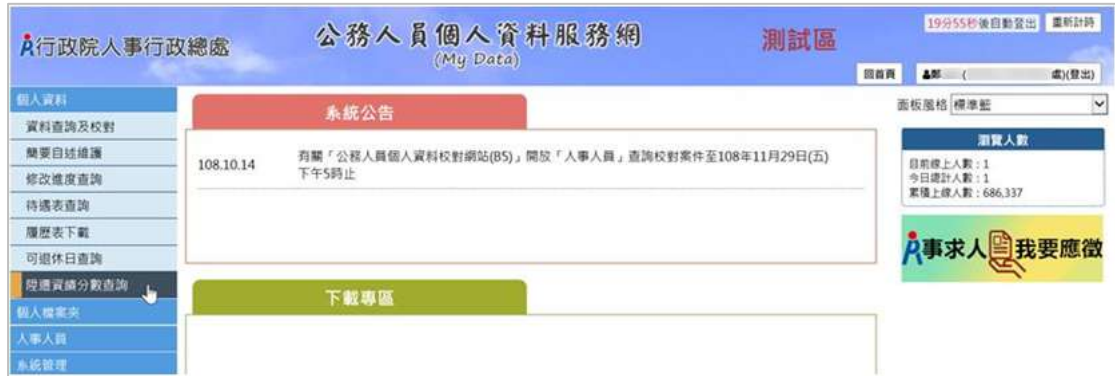 行政院人事行政總處
公務人員個人資料服務網
(My Data)
測試區
19分55秒後自動登出 重新計時
回首頁 鄭 ( 處)(登出)
個人資料
資料查詢及校對
簡要自述維護
修改進度查詢
待遇表查詢
履歷表下載
可退休日查詢
陞遷資績分數查詢
個人檔案夾
人事人員
系統管理
系統公告
108.10.14 有關「公務人員個人資料校對網站(B5)」開放「人事人員」查詢校對案件至108年11月29日(五)
下午5時止
下載專區
面板風格 標準藍
瀏覽人數
目前線上人數：1
今日總計人數：1
累積上線人數：686,337
事求人 我要應徵